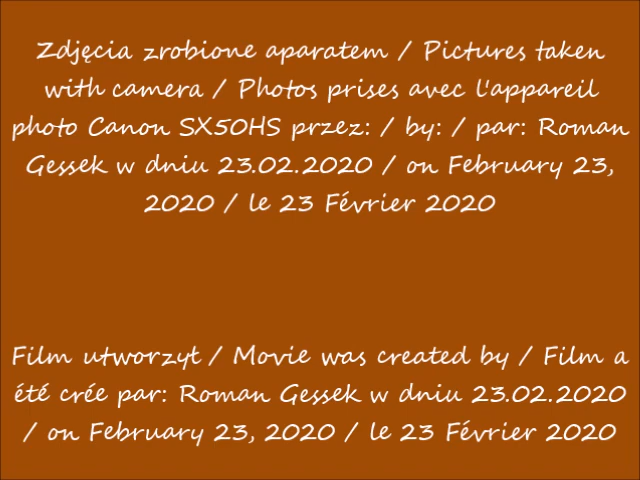 Zdjęcia zrobione aparatem / Pictures taken
with camera / Photos prises avec l'appareil
photo Canon SX50HS przez: / by: / par: Roman
Gessek w dniu 23.02.2020 / on February 23,
2020 / le 23 Février 2020
Film utworzył / Movie was created by / Film a
été crée par: Roman Gessek w dniu 23.02.2020
/ on February 23, 2020 / le 23 Février 2020